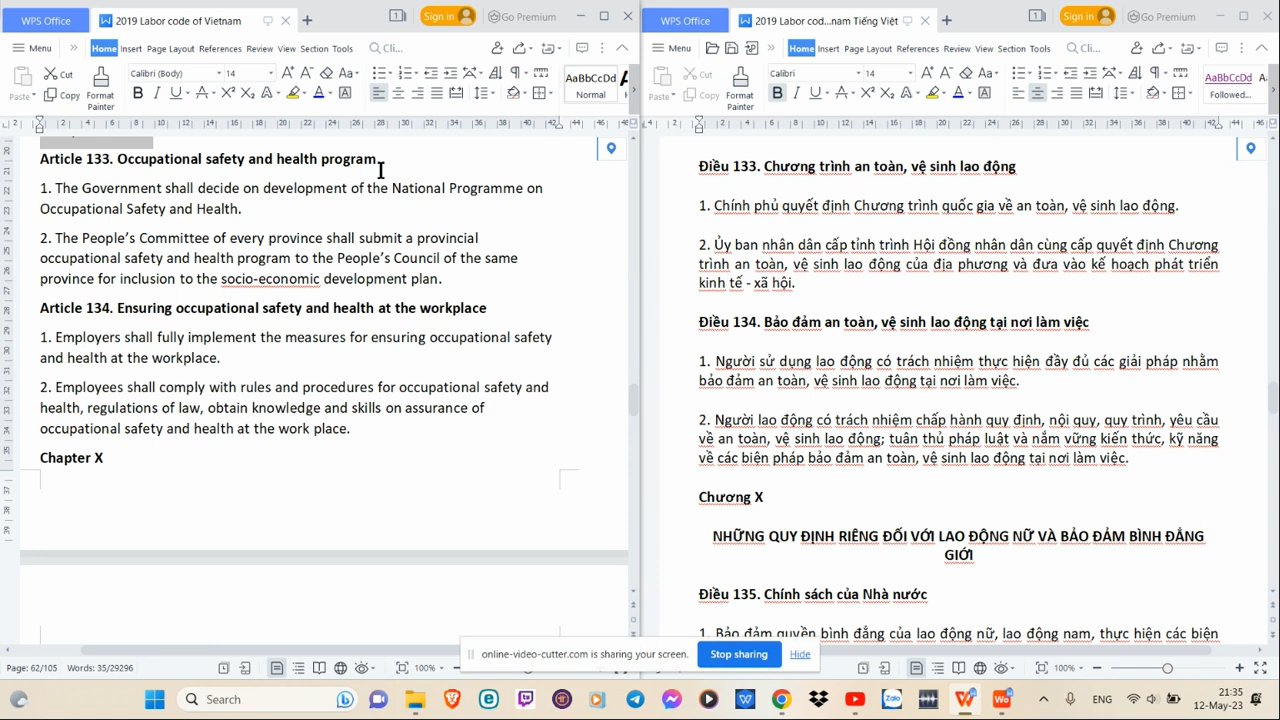 WPS Office
2019 Labor code of Vietnam
Sign in
Go Premium
WPS Office
2019 Labor cod...nam Tiếng Việt
Sign in
Go Premium
Menu
Home
Insert
Page Layout
References
Review
View
Section
Tools
Cli...
Menu
Home
Insert
Page Layout
References
Review
View
Section
Tools
Cli...
Paste
Cut
Copy
Format
Painter
Calibri (Body)
14
AaBbCcDd
Normal
Paste
Cut
Copy
Format
Painter
Calibri
14
AaBbCcDd
Followed...
Article 133. Occupational safety and health program
1. The Government shall decide on development of the National Programme on
Occupational Safety and Health.
2. The People's Committee of every province shall submit a provincial
occupational safety and health program to the People's Council of the same
province for inclusion to the socio-economic development plan.
Article 134. Ensuring occupational safety and health at the workplace
1. Employers shall fully implement the measures for ensuring occupational safety
and health at the workplace.
2. Employees shall comply with rules and procedures for occupational safety and
health, regulations of law, obtain knowledge and skills on assurance of
occupational safety and health at the work place.
Chapter X
Điều 133. Chương trình an toàn, vệ sinh lao động
1. Chính phủ quyết định Chương trình quốc gia về an toàn, vệ sinh lao động.
2. Ủy ban nhân dân cấp tỉnh trình Hội đồng nhân dân cùng cấp quyết định Chương
trình an toàn, vệ sinh lao động của địa phương và đưa vào kế hoạch phát triển
kinh tế - xã hội.
Điều 134. Bảo đảm an toàn, vệ sinh lao động tại nơi làm việc
1. Người sử dụng lao động có trách nhiệm thực hiện đầy đủ các giải pháp nhằm
bảo đảm an toàn, vệ sinh lao động tại nơi làm việc.
2. Người lao động có trách nhiệm chấp hành quy định, nội quy, quy trình, yêu cầu
về an toàn, vệ sinh lao động; tuân thủ pháp luật và nắm vững kiến thức, kỹ năng
về các biện pháp bảo đảm an toàn, vệ sinh lao động tại nơi làm việc.
Chương X
NHỮNG QUY ĐỊNH RIÊNG ĐỐI VỚI LAO ĐỘNG NỮ VÀ BẢO ĐẢM BÌNH ĐẲNG
GIỚI
Điều 135. Chính sách của Nhà nước
1. Bảo đảm quyền bình đẳng của lao động nữ, lao động nam, thực hiện các biện
online-video-cutter.com is sharing your screen.
Stop sharing
Hide
Page: 62/105
Words: 35/29296
100%
100%
Search
ENG
21:35
12-May-23